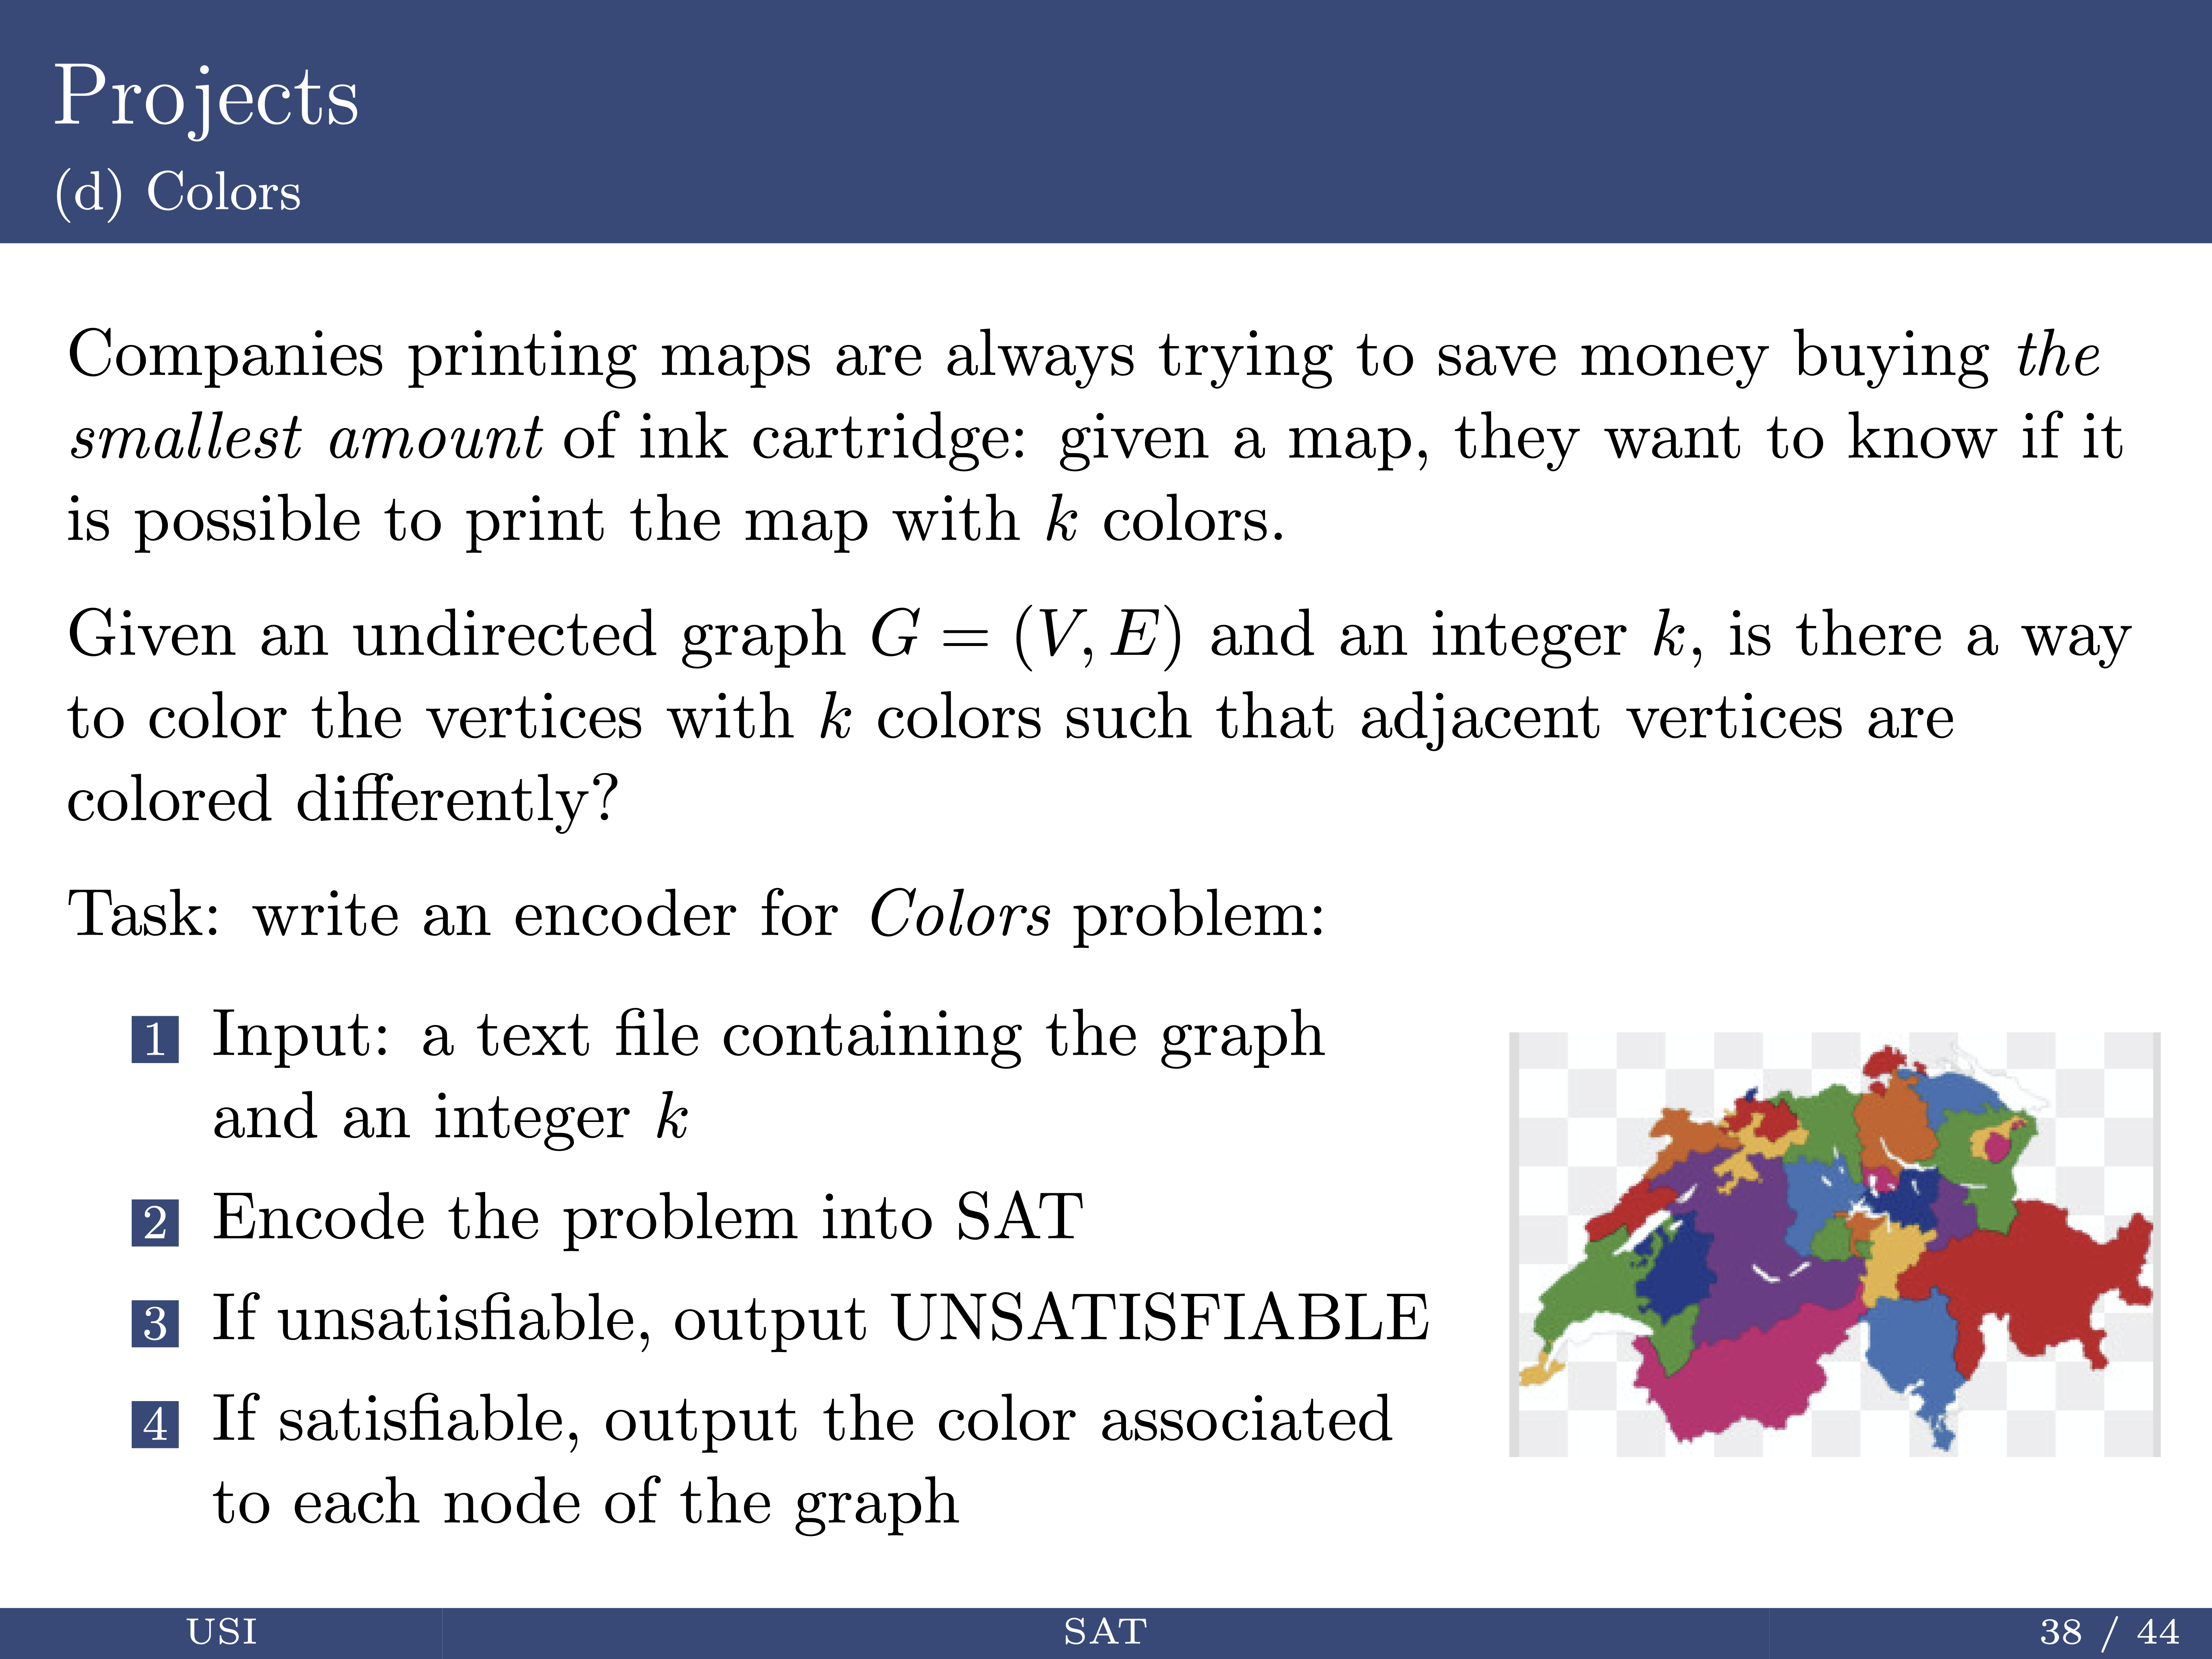 Projects
(d) Colors
Companies printing maps are always trying to save money buying the
smallest amount of ink cartridge: given a map, they want to know if it
is possible to print the map with k colors.
Given an undirected graph G = (V, E) and an integer k, is there a way
to color the vertices with k colors such that adjacent vertices are
colored differently?
Task: write an encoder for Colors problem:
1 Input: a text file containing the graph
and an integer k
2 Encode the problem into SAT
3 If unsatisfiable, output UNSATISFIABLE
4 If satisfiable, output the color associated
to each node of the graph
USI SAT 38 / 44